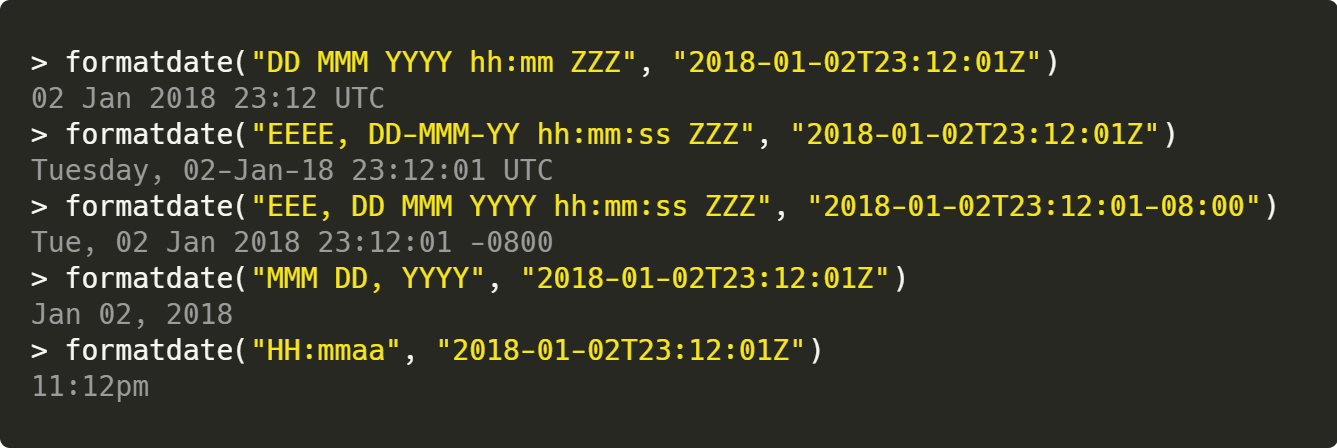 > formatdate("DD MMM YYYY hh:mm ZZZ", "2018-01-02T23:12:01Z")
02 Jan 2018 23:12 UTC
> formatdate("EEEE, DD-MMM-YY hh:mm:ss ZZZ", "2018-01-02T23:12:01Z")
Tuesday, 02-Jan-18 23:12:01 UTC
> formatdate("EEE, DD MMM YYYY hh:mm:ss ZZZ", "2018-01-02T23:12:01-08:00")
Tue, 02 Jan 2018 23:12:01 -0800
> formatdate("MMM DD, YYYY", "2018-01-02T23:12:01Z")
Jan 02, 2018
> formatdate("HH:mmaa", "2018-01-02T23:12:01Z")
11:12pm